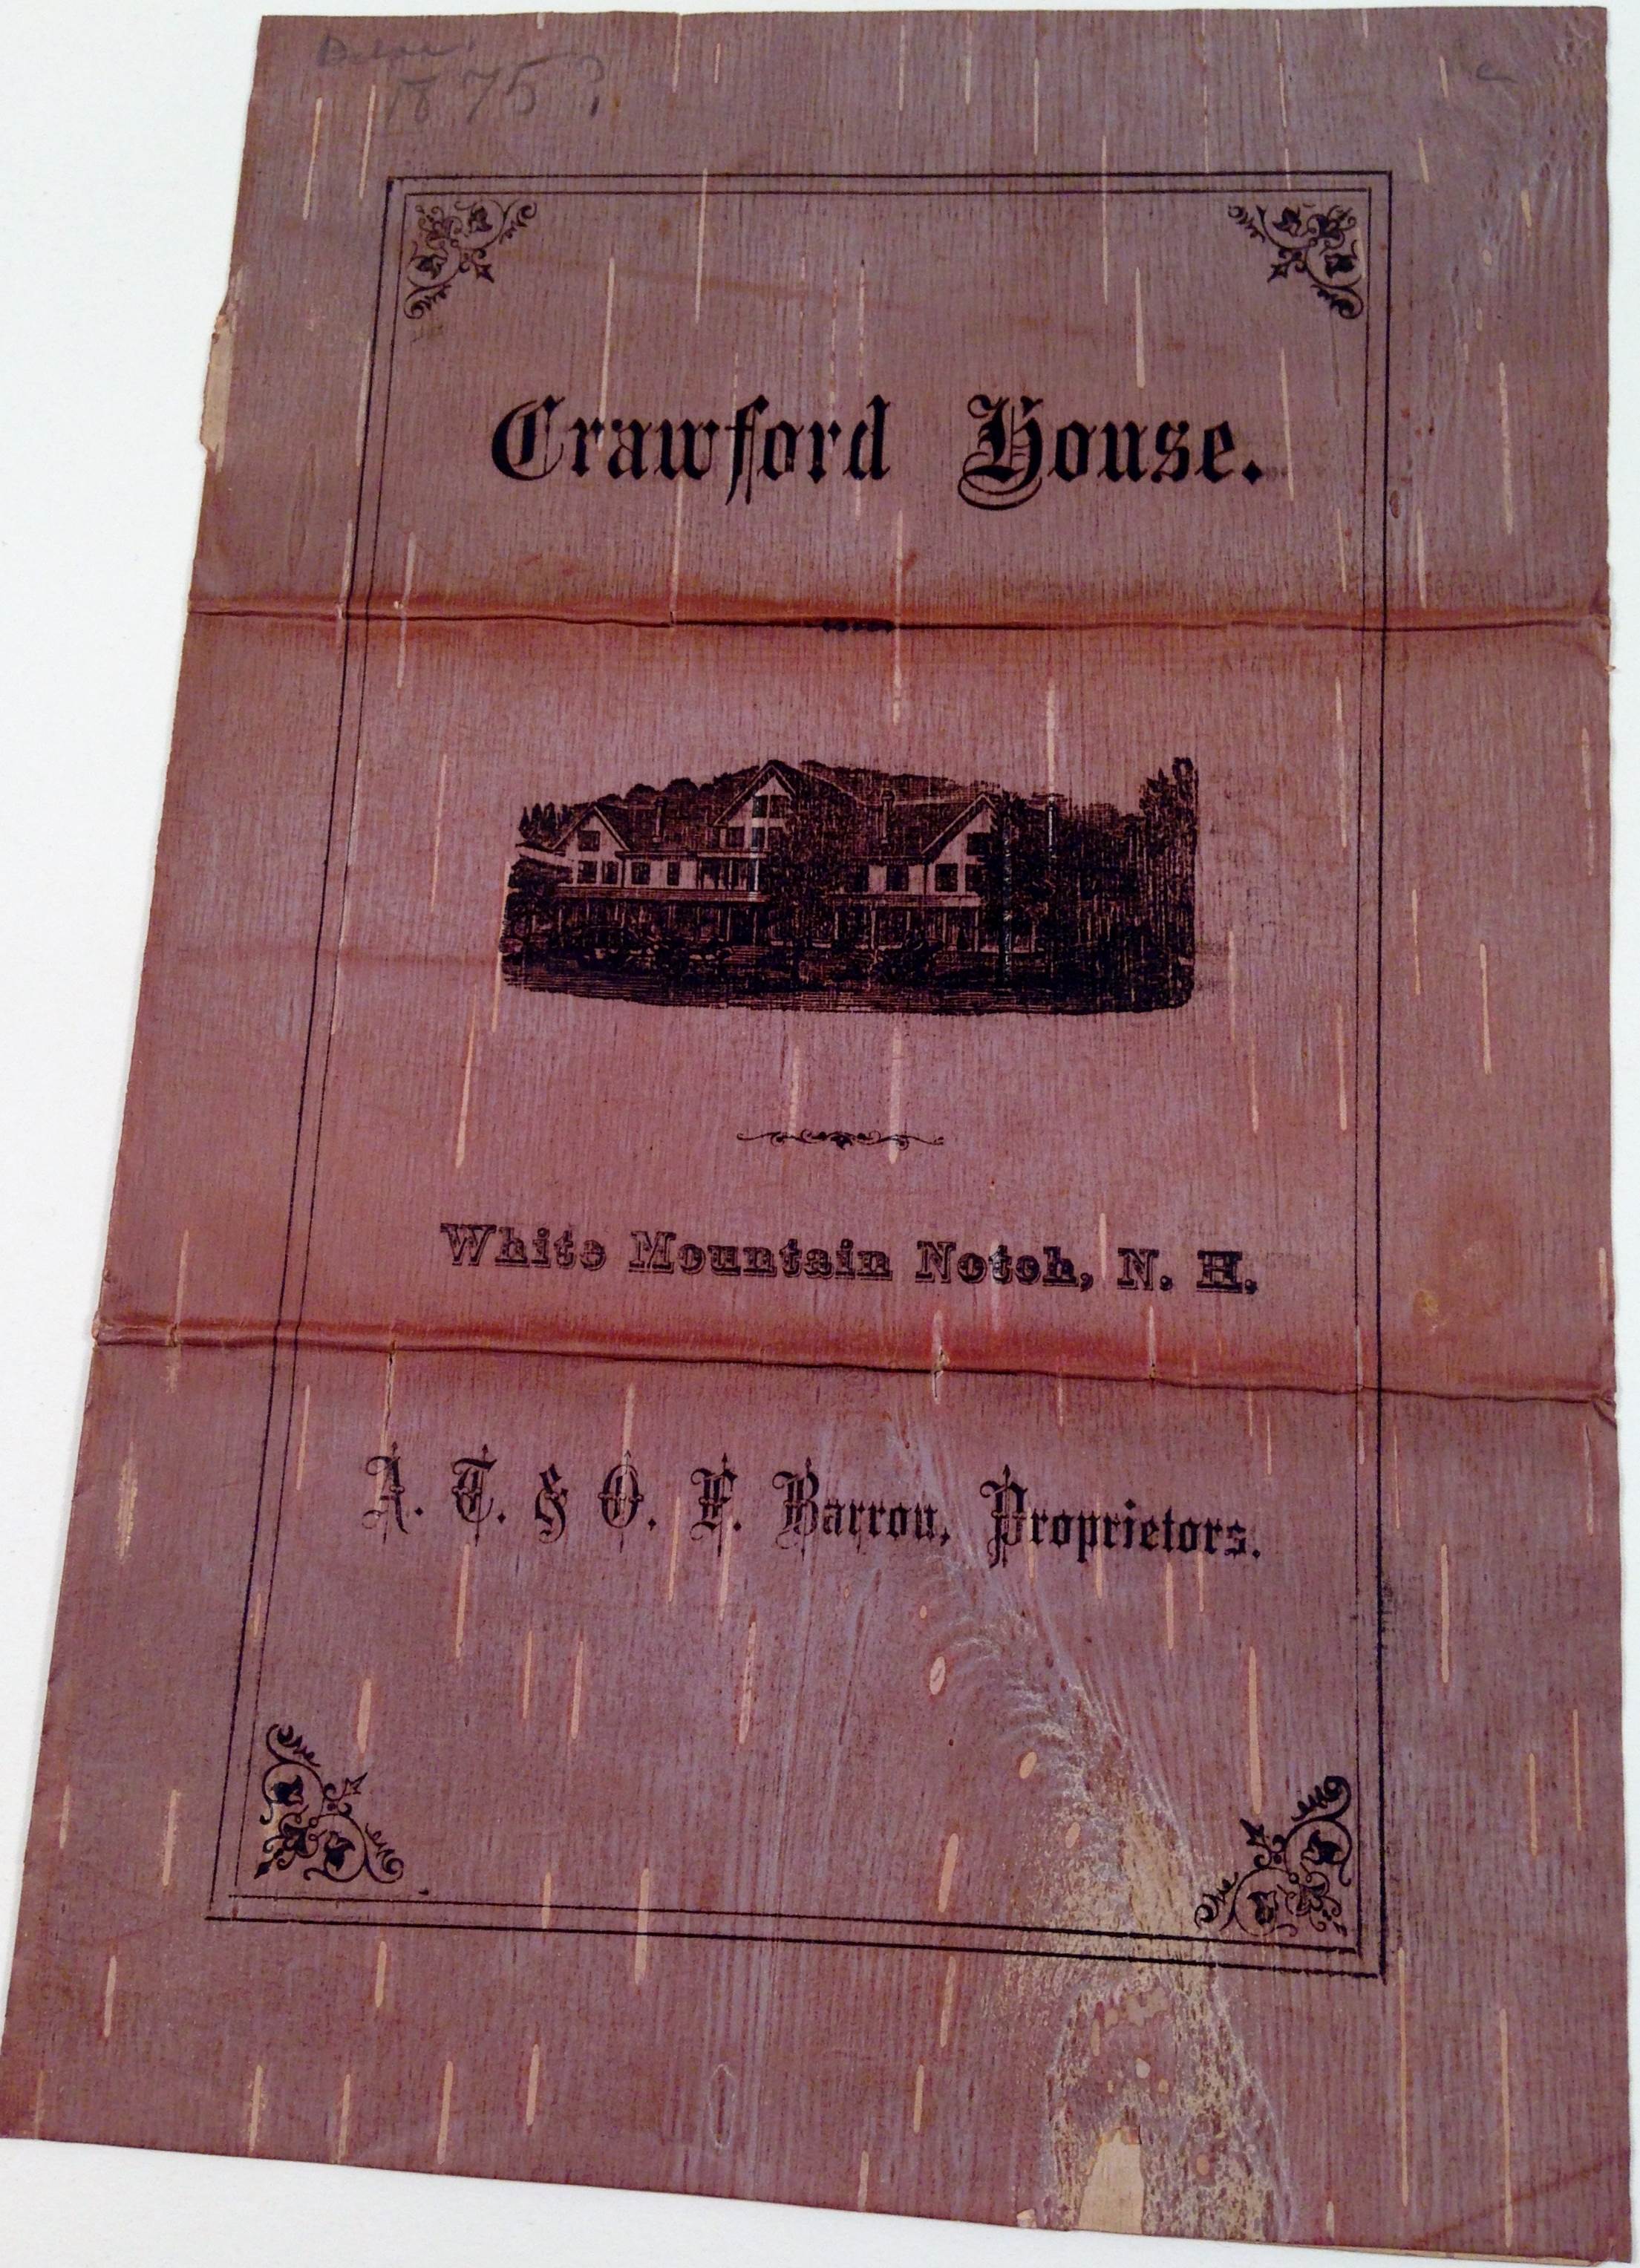 1875?
Crawford House.
White Mountain Notch, N. H.
A. T. & O. F. Barron, Proprietors.